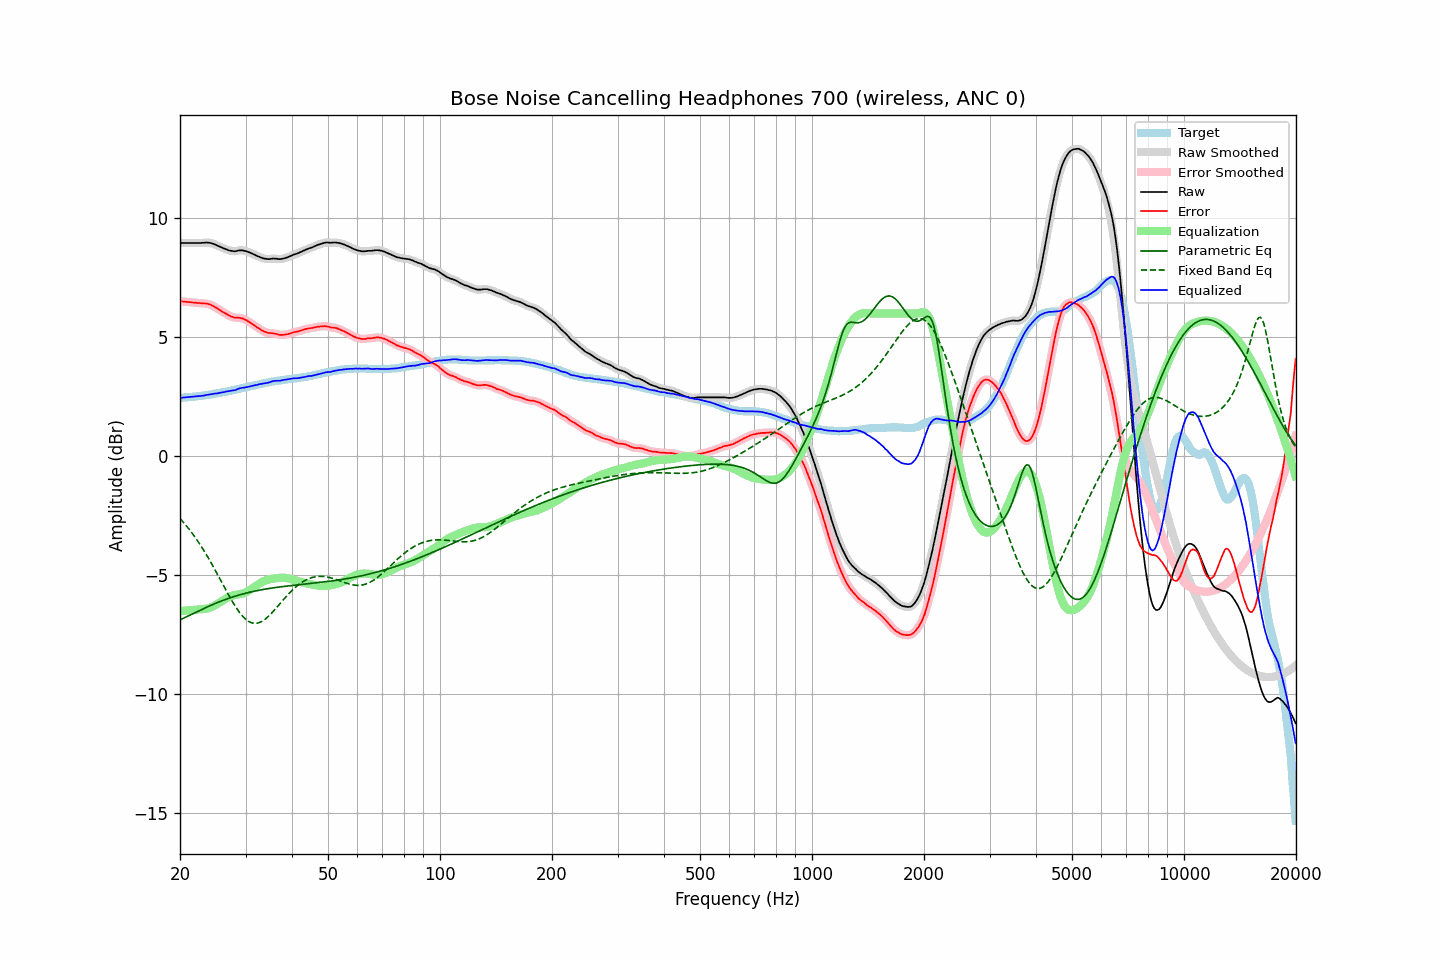 Bose Noise Cancelling Headphones 700 (wireless, ANC 0)
Target
Raw Smoothed
Error Smoothed
Raw
Error
Equalization
Parametric Eq
Fixed Band Eq
Equalized
10
5
0
−5
−10
−15
Amplitude (dBr)
20 50 100 200 500 1000 2000 5000 10000 20000
Frequency (Hz)